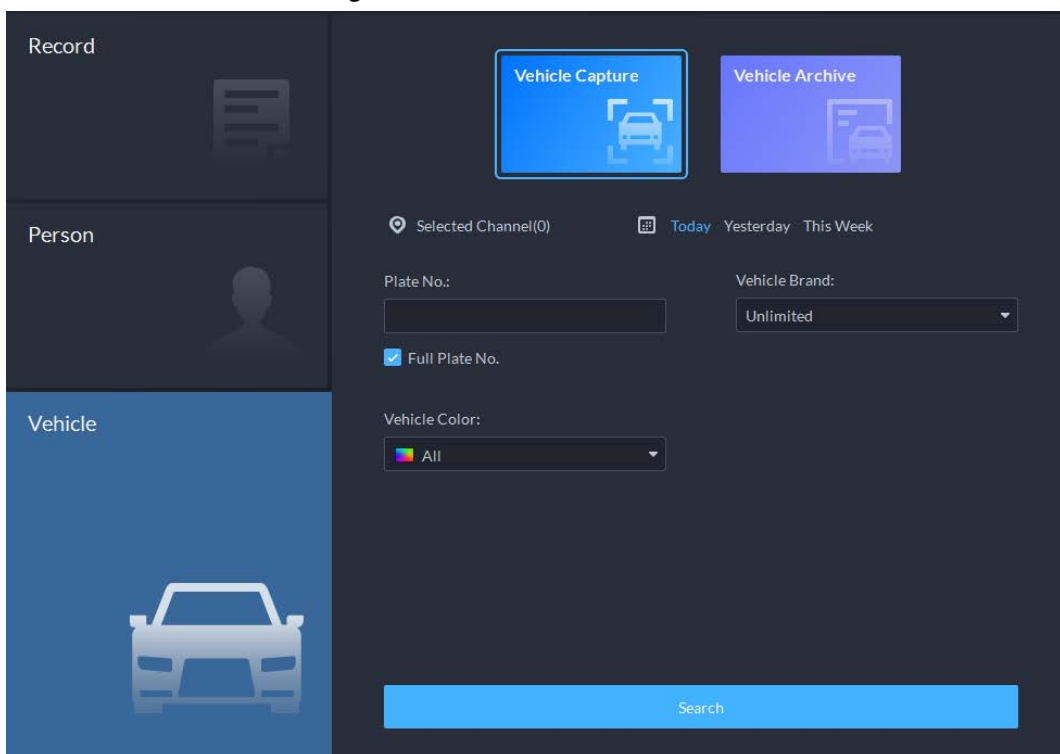 Record
Person
Vehicle
Vehicle Capture
Vehicle Archive
Selected Channel(0)
Today Yesterday This Week
Plate No.:
Vehicle Brand:
Unlimited
Full Plate No.
Vehicle Color:
All
Search